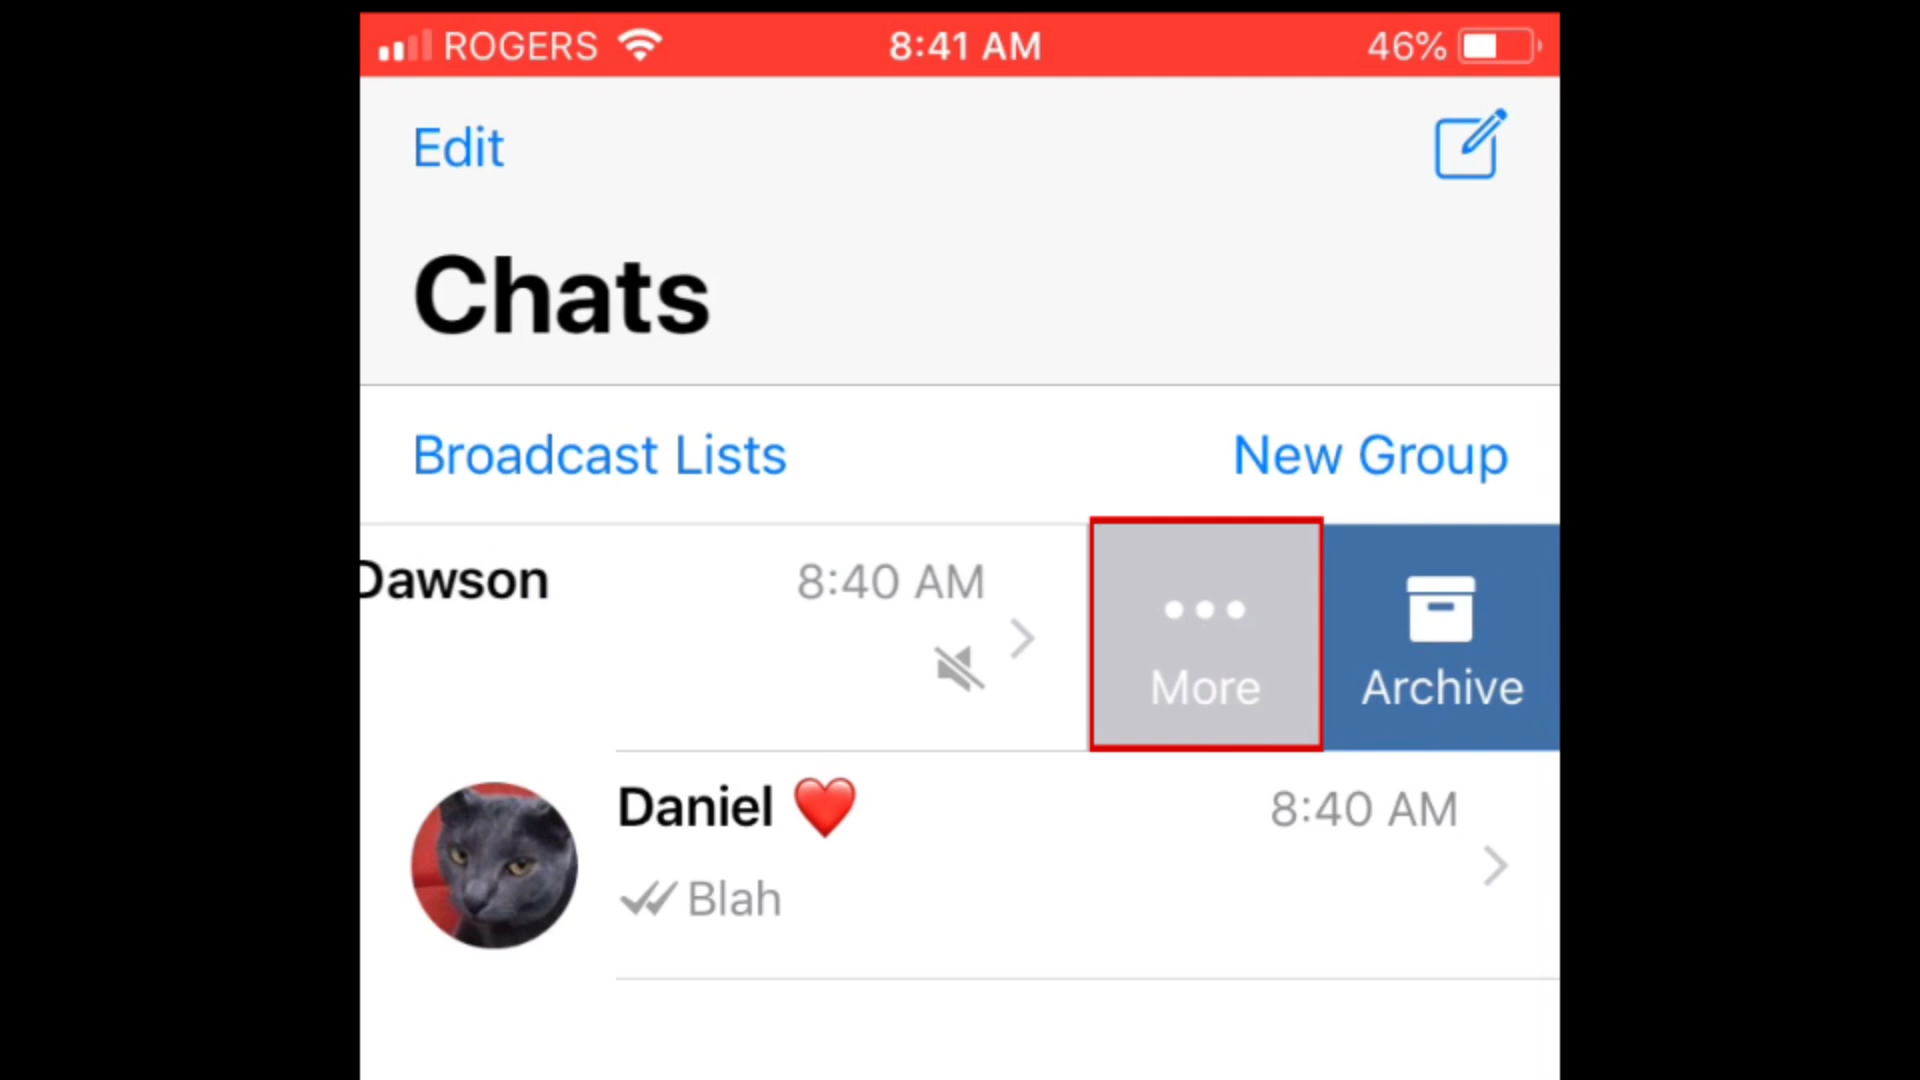 ROGERS 8:41 AM 46%
Edit
Chats
Broadcast Lists New Group
Dawson 8:40 AM
More Archive
Daniel ❤️ 8:40 AM
Blah